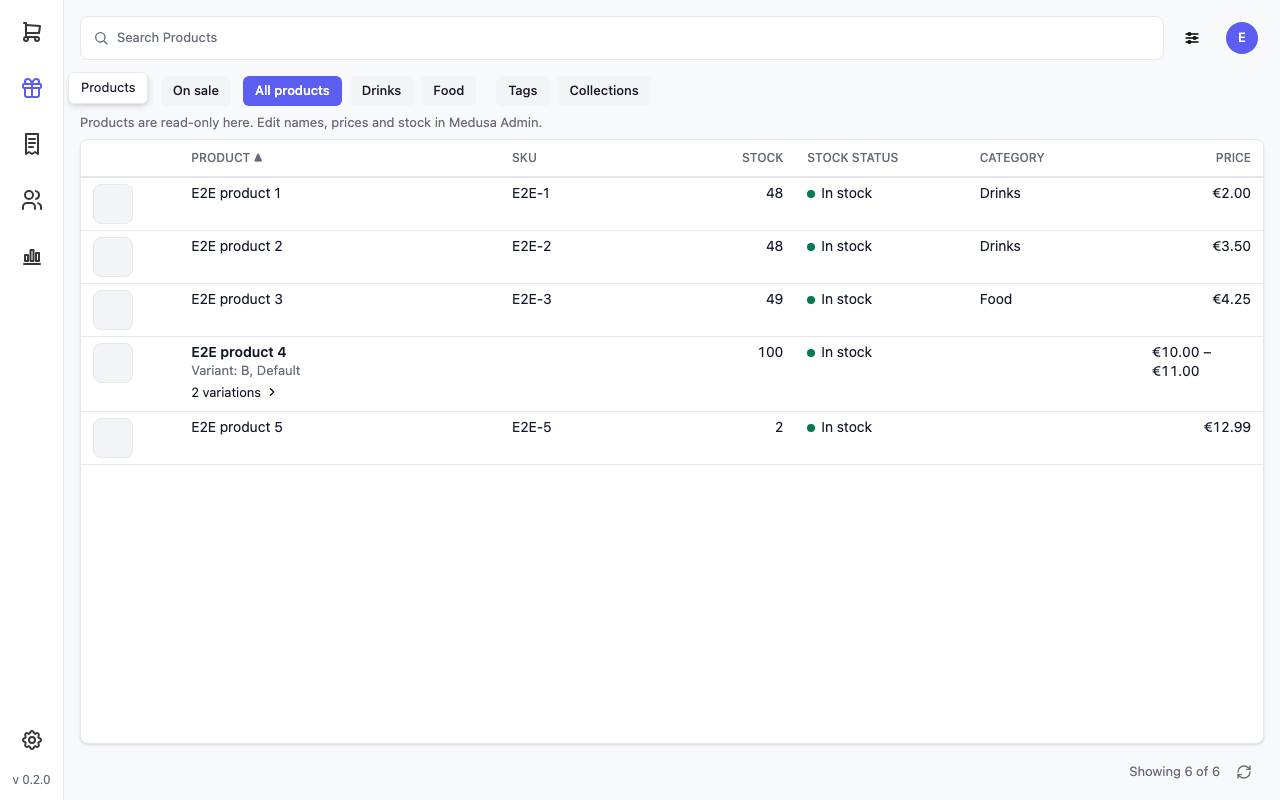 Search Products
E
Products
On sale
All products
Drinks
Food
Tags
Collections
Products are read-only here. Edit names, prices and stock in Medusa Admin.
PRODUCT ▲ SKU STOCK STOCK STATUS CATEGORY PRICE
E2E product 1 E2E-1 48 In stock Drinks €2.00
E2E product 2 E2E-2 48 In stock Drinks €3.50
E2E product 3 E2E-3 49 In stock Food €4.25
E2E product 4 100 In stock €10.00 –
€11.00
Variant: B, Default
2 variations
E2E product 5 E2E-5 2 In stock €12.99
Showing 6 of 6
v 0.2.0